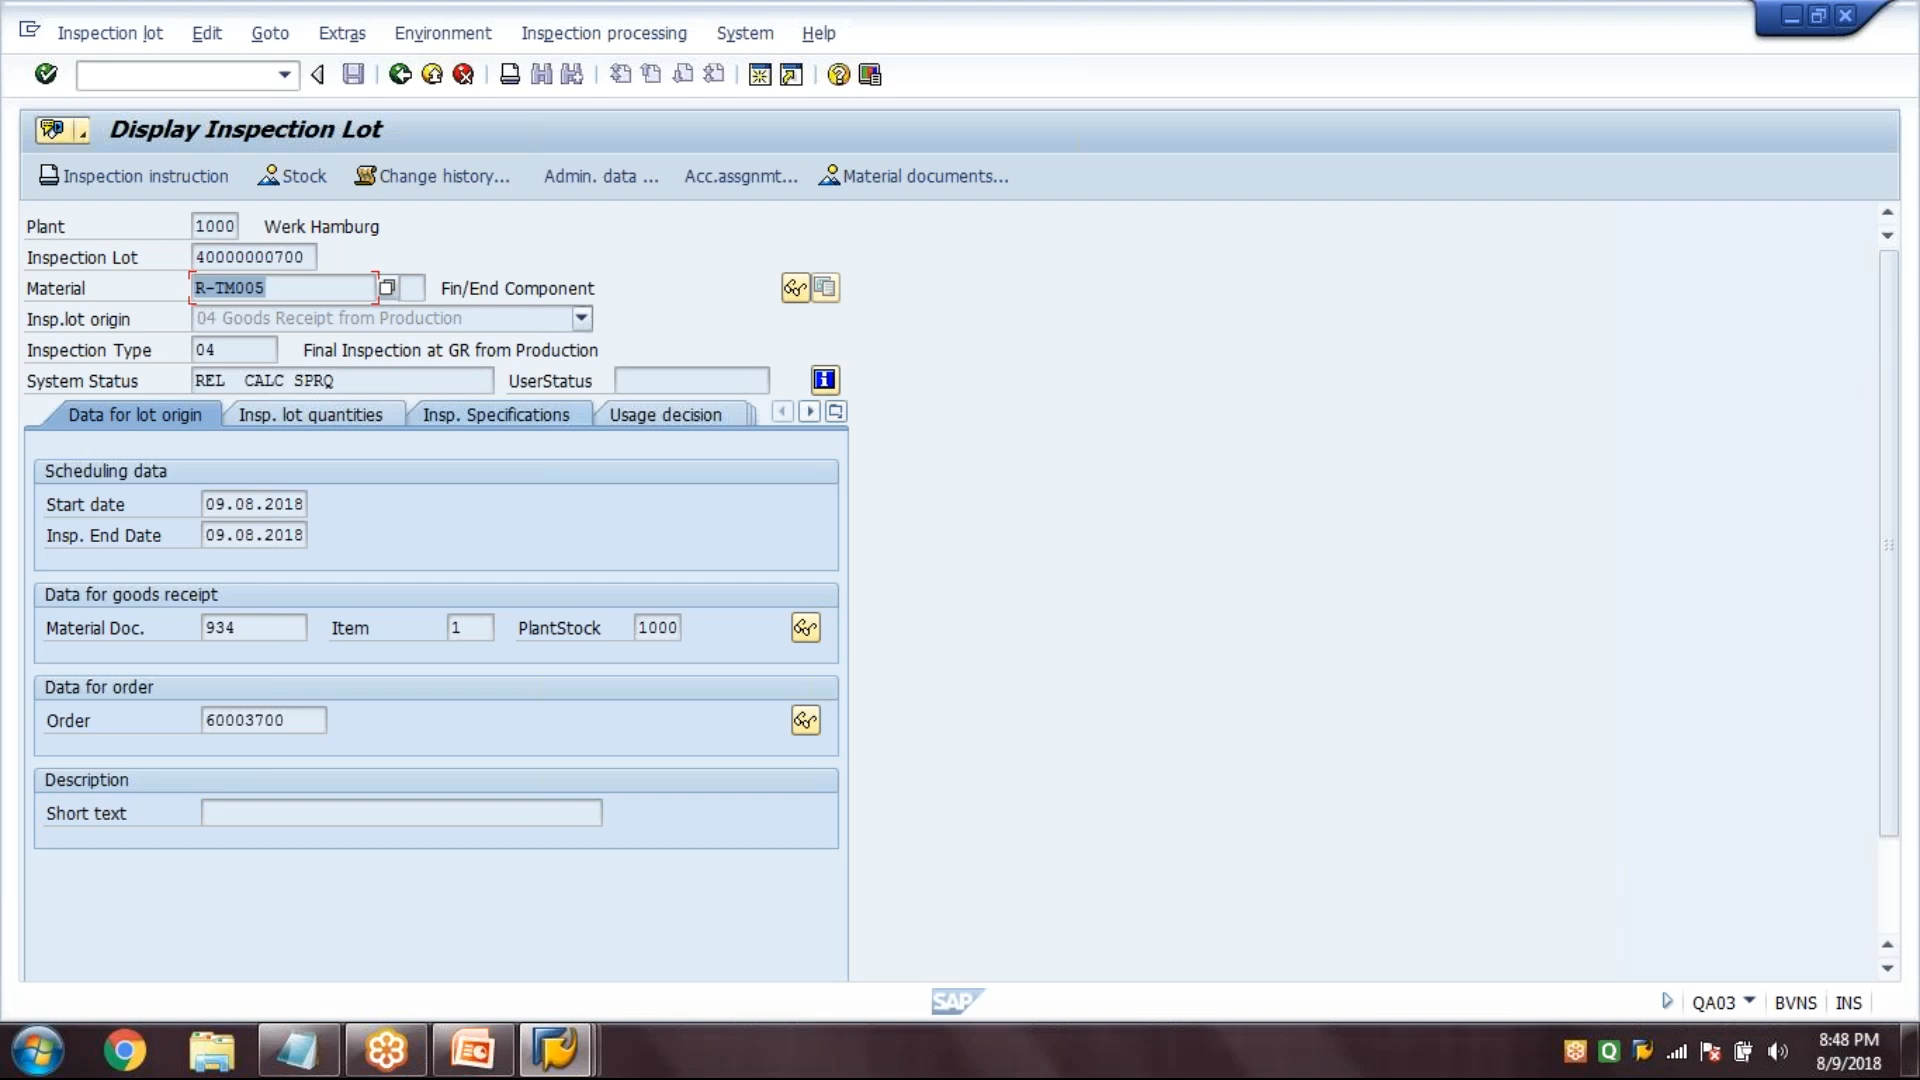 Inspection lot Edit Goto Extras Environment Inspection processing System Help
Display Inspection Lot
Inspection instruction Stock Change history... Admin. data ... Acc.assgnmt... Material documents...
Plant 1000 Werk Hamburg
Inspection Lot 40000000700
Material R-TM005 Fin/End Component
Insp.lot origin 04 Goods Receipt from Production
Inspection Type 04 Final Inspection at GR from Production
System Status REL CALC SPRQ UserStatus
Data for lot origin Insp. lot quantities Insp. Specifications Usage decision
Scheduling data
Start date 09.08.2018
Insp. End Date 09.08.2018
Data for goods receipt
Material Doc. 934 Item 1 PlantStock 1000
Data for order
Order 60003700
Description
Short text
SAP QA03 BVNS INS
8:48 PM
8/9/2018